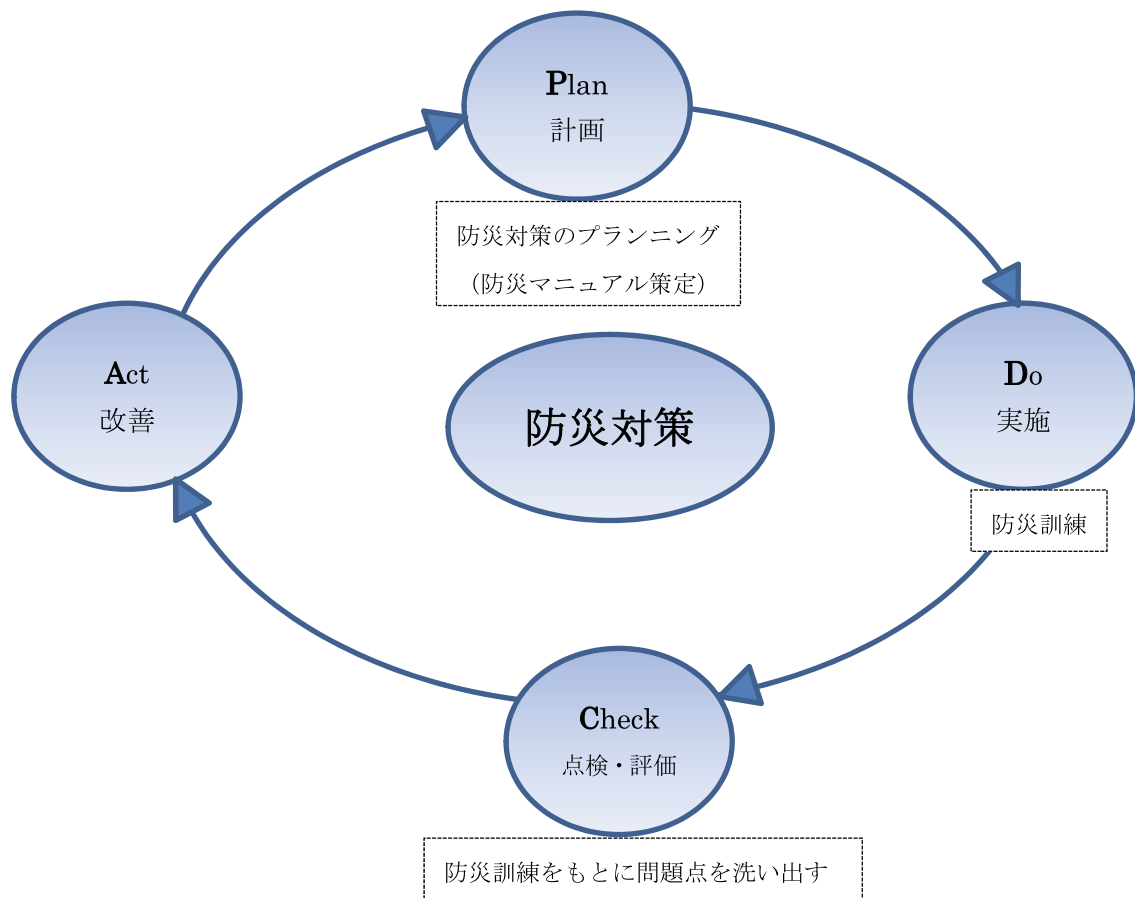 Plan
計画
防災対策のプランニング
（防災マニュアル策定）
Act
改善
防災対策
Do
実施
防災訓練
Check
点検・評価
防災訓練をもとに問題点を洗い出す